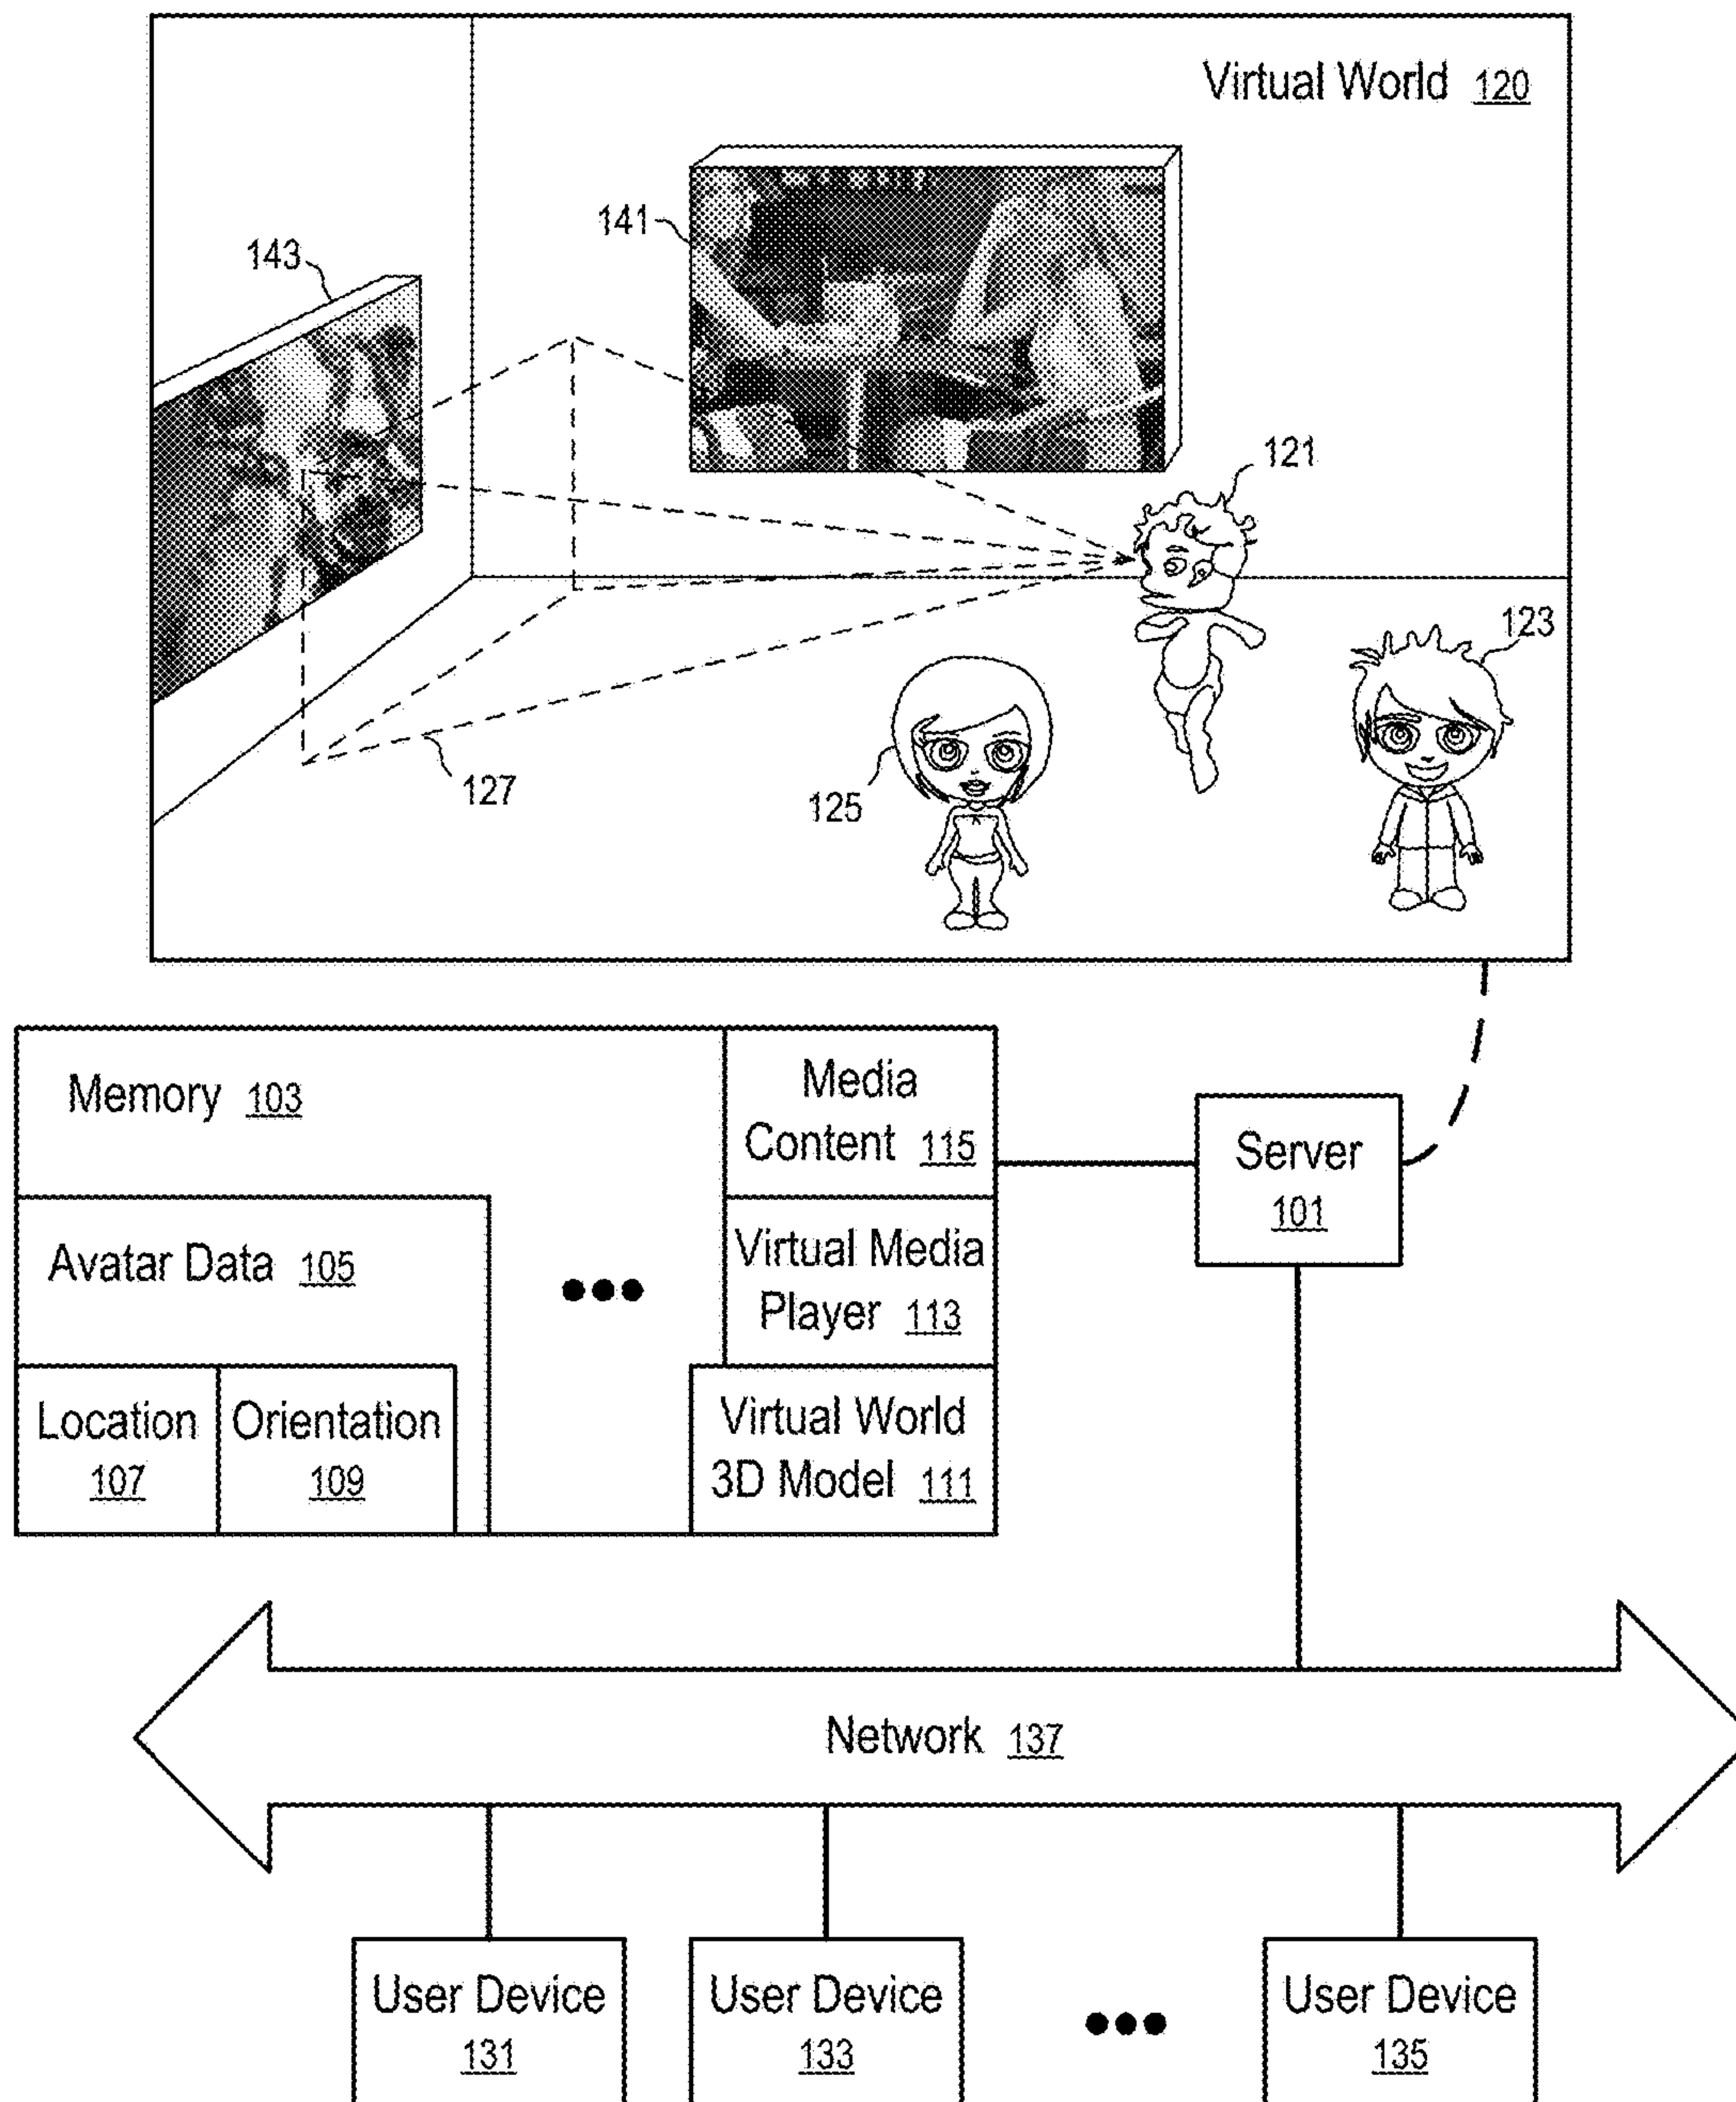 Virtual World 120
141
143
121
123
127
125
Memory 103
Media
Content 115
Server
101
Avatar Data 105
Virtual Media
Player 113
Location
107
Orientation
109
Virtual World
3D Model 111
Network 137
User Device
131
User Device
133
User Device
135